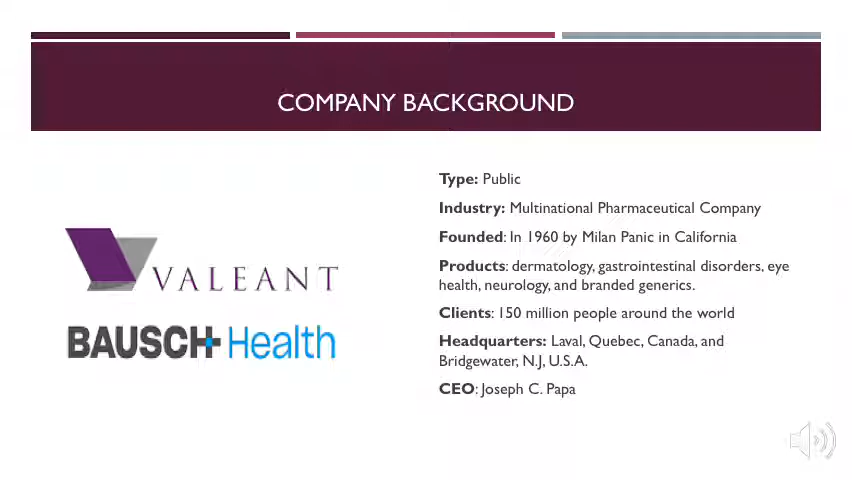 COMPANY BACKGROUND
VALEANT
BAUSCH+Health
Type: Public
Industry: Multinational Pharmaceutical Company
Founded: In 1960 by Milan Panic in California
Products: dermatology, gastrointestinal disorders, eye
health, neurology, and branded generics.
Clients: 150 million people around the world
Headquarters: Laval, Quebec, Canada, and
Bridgewater, N.J, U.S.A.
CEO: Joseph C. Papa